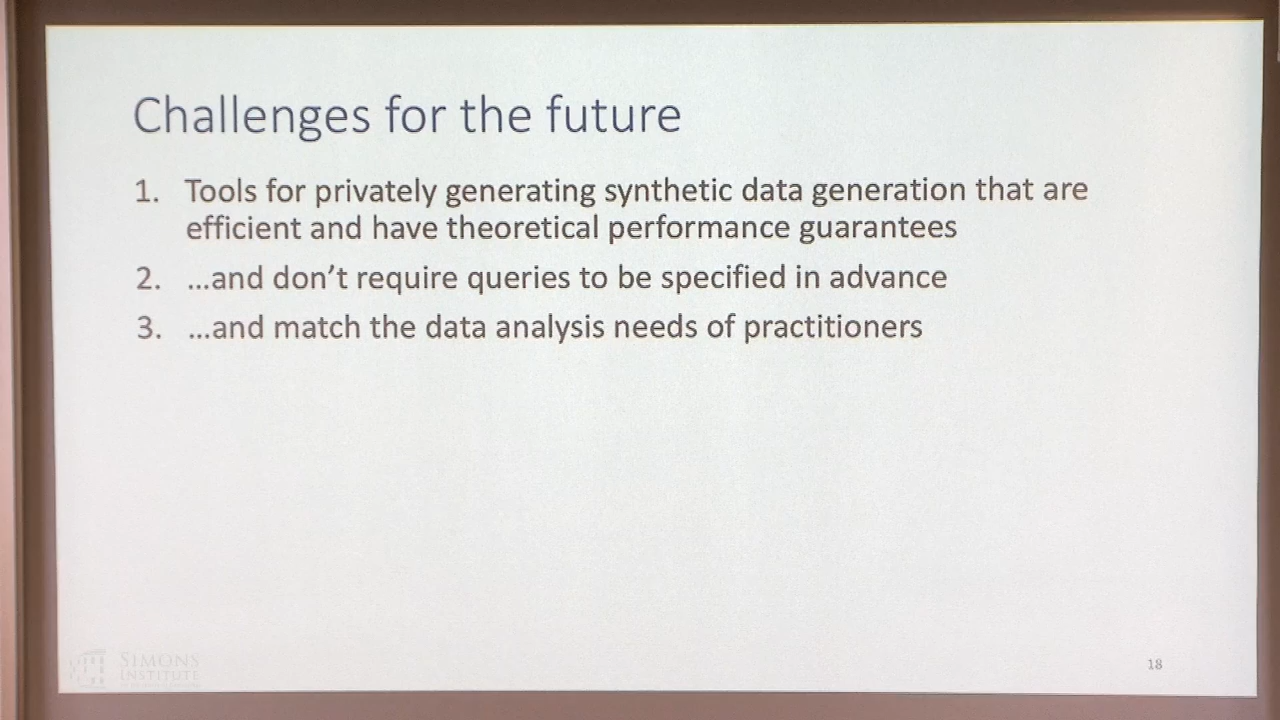 Challenges for the future
1. Tools for privately generating synthetic data generation that are
efficient and have theoretical performance guarantees
2. …and don't require queries to be specified in advance
3. …and match the data analysis needs of practitioners
SIMONS
INSTITUTE
18